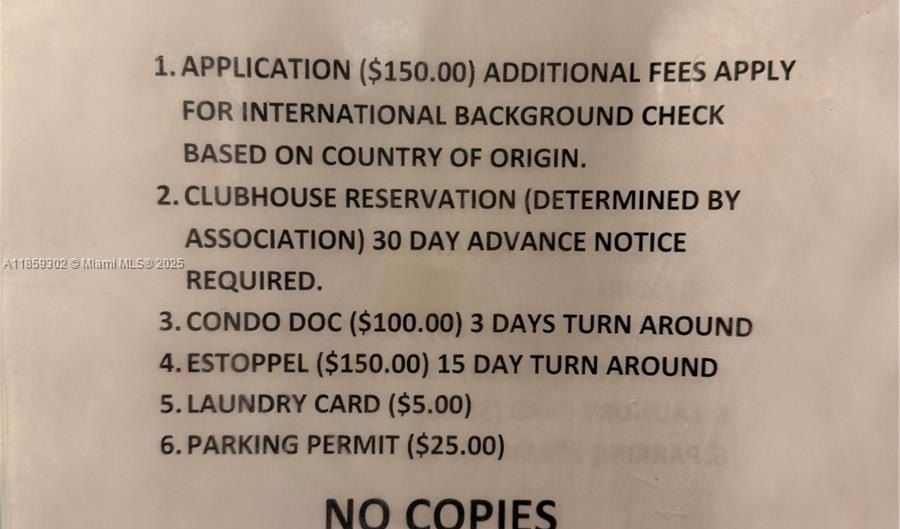 1. APPLICATION ($150.00) ADDITIONAL FEES APPLY
FOR INTERNATIONAL BACKGROUND CHECK
BASED ON COUNTRY OF ORIGIN.
2. CLUBHOUSE RESERVATION (DETERMINED BY
ASSOCIATION) 30 DAY ADVANCE NOTICE
A11859302 © Miami MLS® 2025
REQUIRED.
3. CONDO DOC ($100.00) 3 DAYS TURN AROUND
4. ESTOPPEL ($150.00) 15 DAY TURN AROUND
5. LAUNDRY CARD ($5.00)
6. PARKING PERMIT ($25.00)
NO COPIES